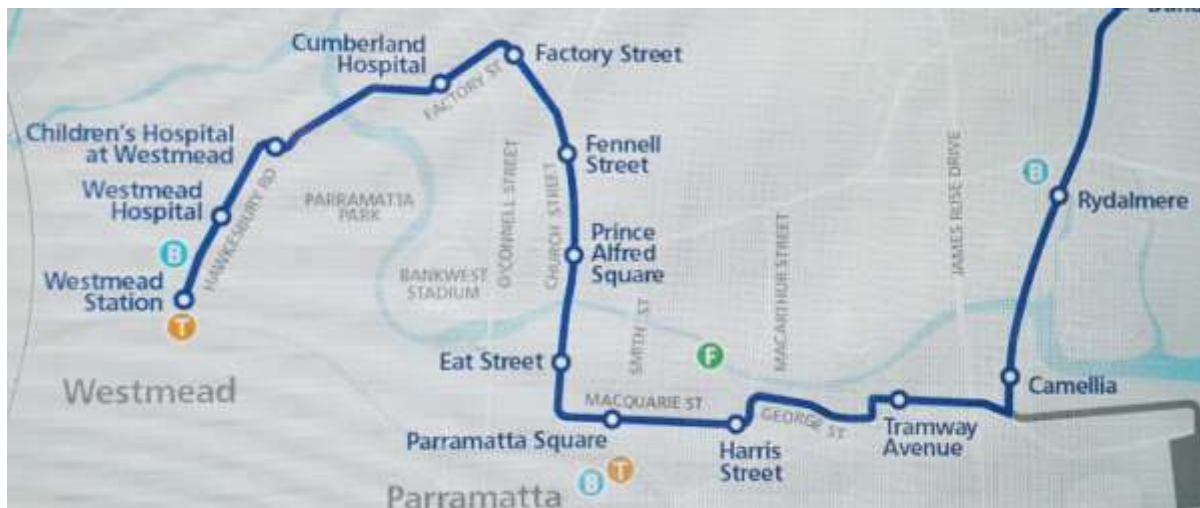 Cumberland
Hospital
Factory Street
FACTORY ST
Children's Hospital
at Westmead
Fennell
Street
Westmead
Hospital
HAWKESBURY RD
PARRAMATTA
PARK
O'CONNELL STREET
CHURCH STREET
JAMES RUSE DRIVE
B
Rydalmere
Prince
Alfred
Square
MACARTHUR STREET
B
Westmead
Station
T
BANKWEST
STADIUM
SMITH ST
Eat Street
F
Westmead
Camellia
MACQUARIE ST
GEORGE ST
Parramatta Square
Harris
Street
Tramway
Avenue
B
T
Parramatta